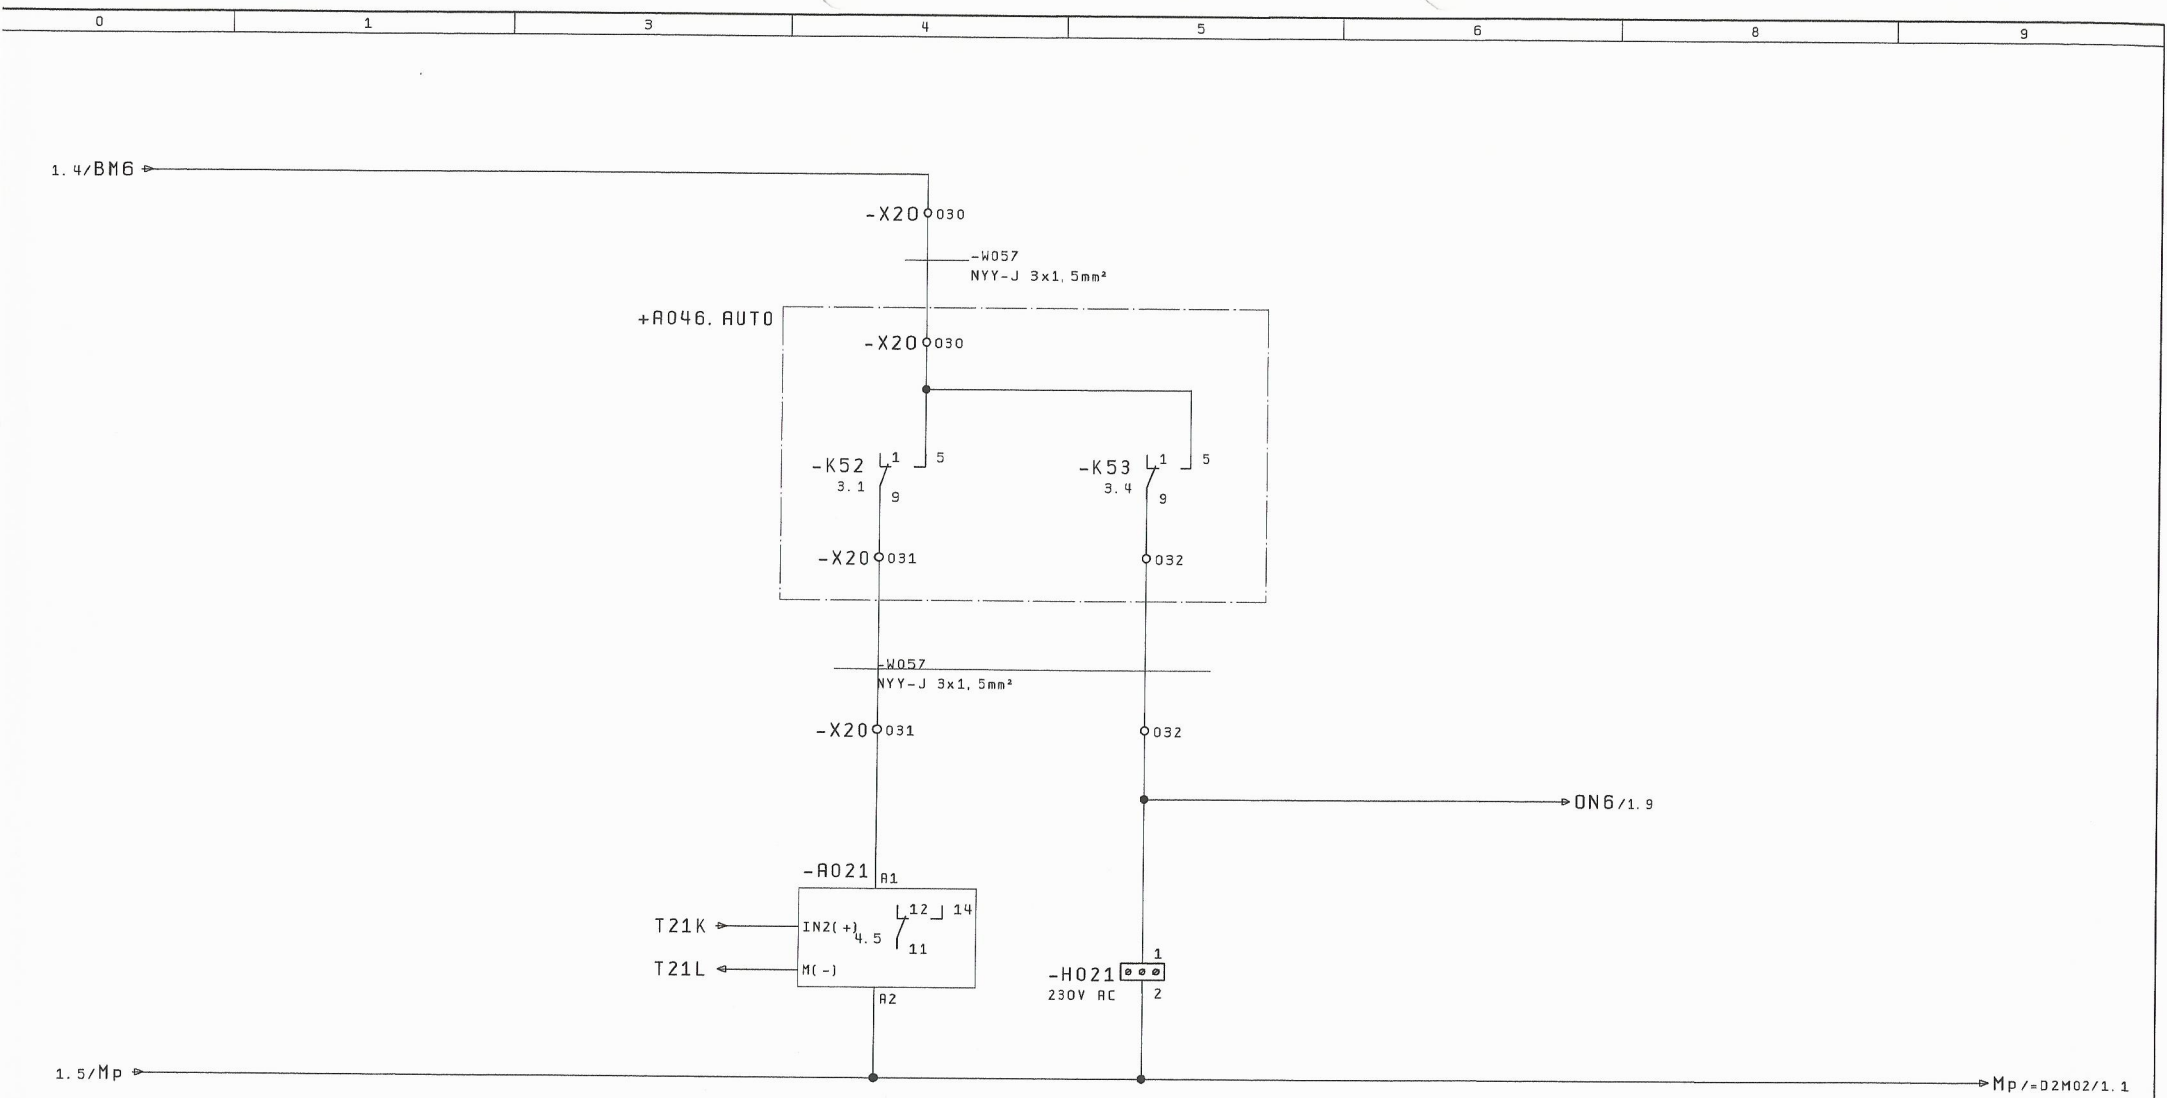 0 1 3 4 5 6 8 9
1.4/BM6
-X20 030
-W057
NYY-J 3x1,5mm²
+A046.AUTO
-X20 030
-K52 1 5
3.1 9
-K53 1 5
3.4 9
-X20 031
032
-W057
NYY-J 3x1,5mm²
-X20 031
032
ON6/1.9
-A021 A1
12 14
T21K IN2(+) 4.5 11
T21L M(-)
A2
1
-H021
230V AC 2
1.5/Mp
Mp/=D2M02/1.1